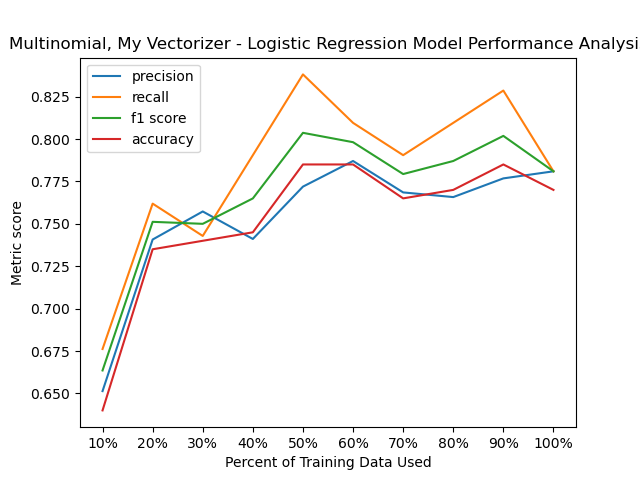 Multinomial, My Vectorizer - Logistic Regression Model Performance Analysi
precision
recall
f1 score
accuracy
Metric score
0.825
0.800
0.775
0.750
0.725
0.700
0.675
0.650
10% 20% 30% 40% 50% 60% 70% 80% 90% 100%
Percent of Training Data Used